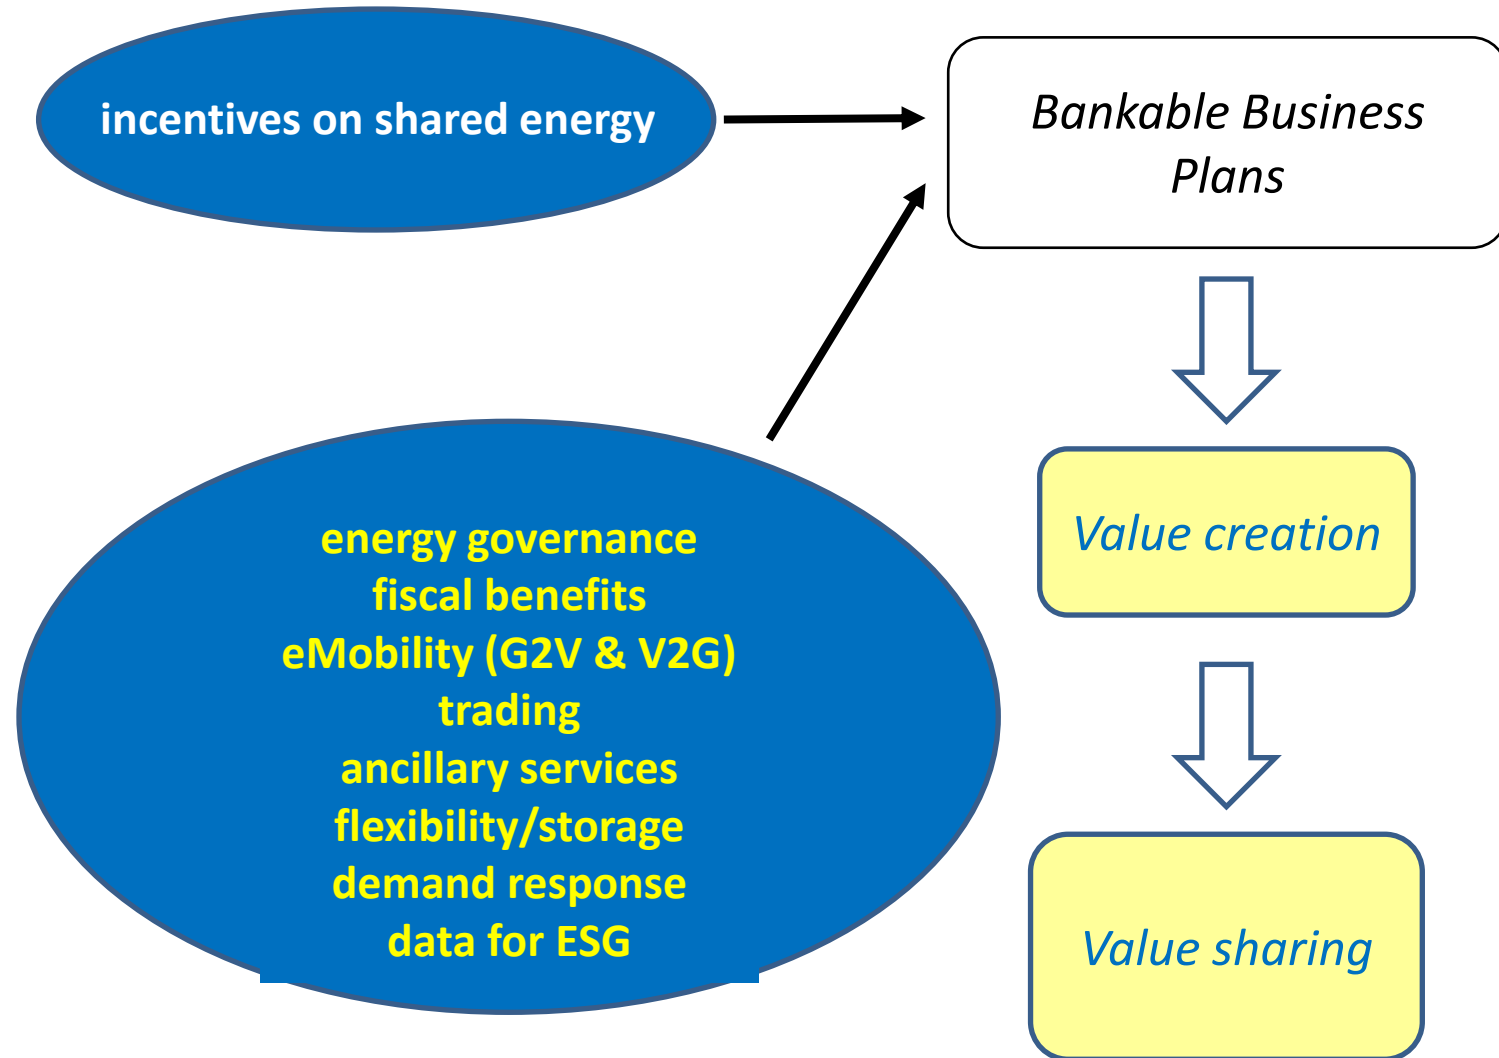 incentives on shared energy
Bankable Business
Plans
energy governance
fiscal benefits
eMobility (G2V & V2G)
trading
ancillary services
flexibility/storage
demand response
data for ESG
Value creation
Value sharing